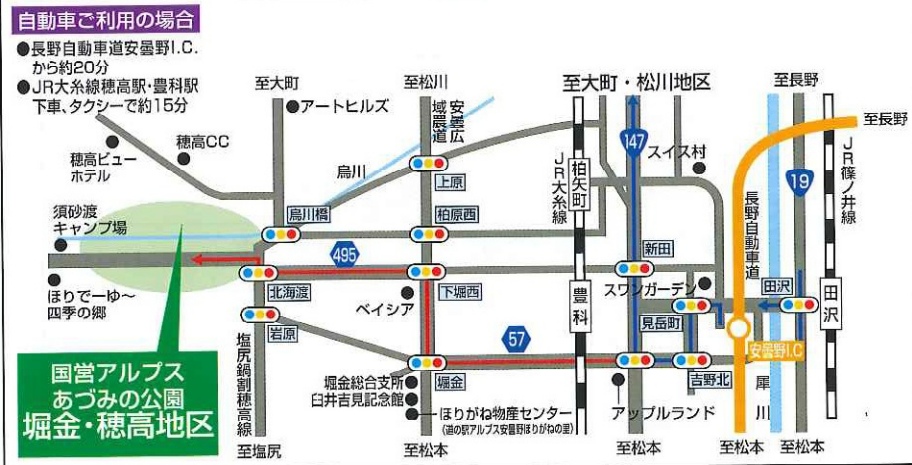 自動車ご利用の場合
●長野自動車道安曇野I.C.
から約20分
●JR大糸線穂高駅・豊科駅
下車、タクシーで約15分
至大町
●アートヒルズ
至松川
安曇広
域農道
至大町・松川地区
至長野
至長野
穂高ビュー
ホテル
穂高CC
烏川
上原
JR大糸線
柏矢町
147
スイス村
長野自動車道
19
JR篠ノ井線
須砂渡
キャンプ場
烏川橋
柏原西
495
新田
ほりでーゆ〜
四季の郷
北海渡
ベイシア
下堀西
豊科
スワンガーデン
見岳町
田沢
田沢
岩原
57
安曇野I.C
国営アルプス
あづみの公園
堀金・穂高地区
塩尻鍋割穂高線
堀金総合支所
臼井吉見記念館
堀金
ほりがね物産センター
(道の駅アルプス安曇野ほりがねの里)
アップルランド
吉野北
犀川
至塩尻
至松本
至松本
至松本
至松本